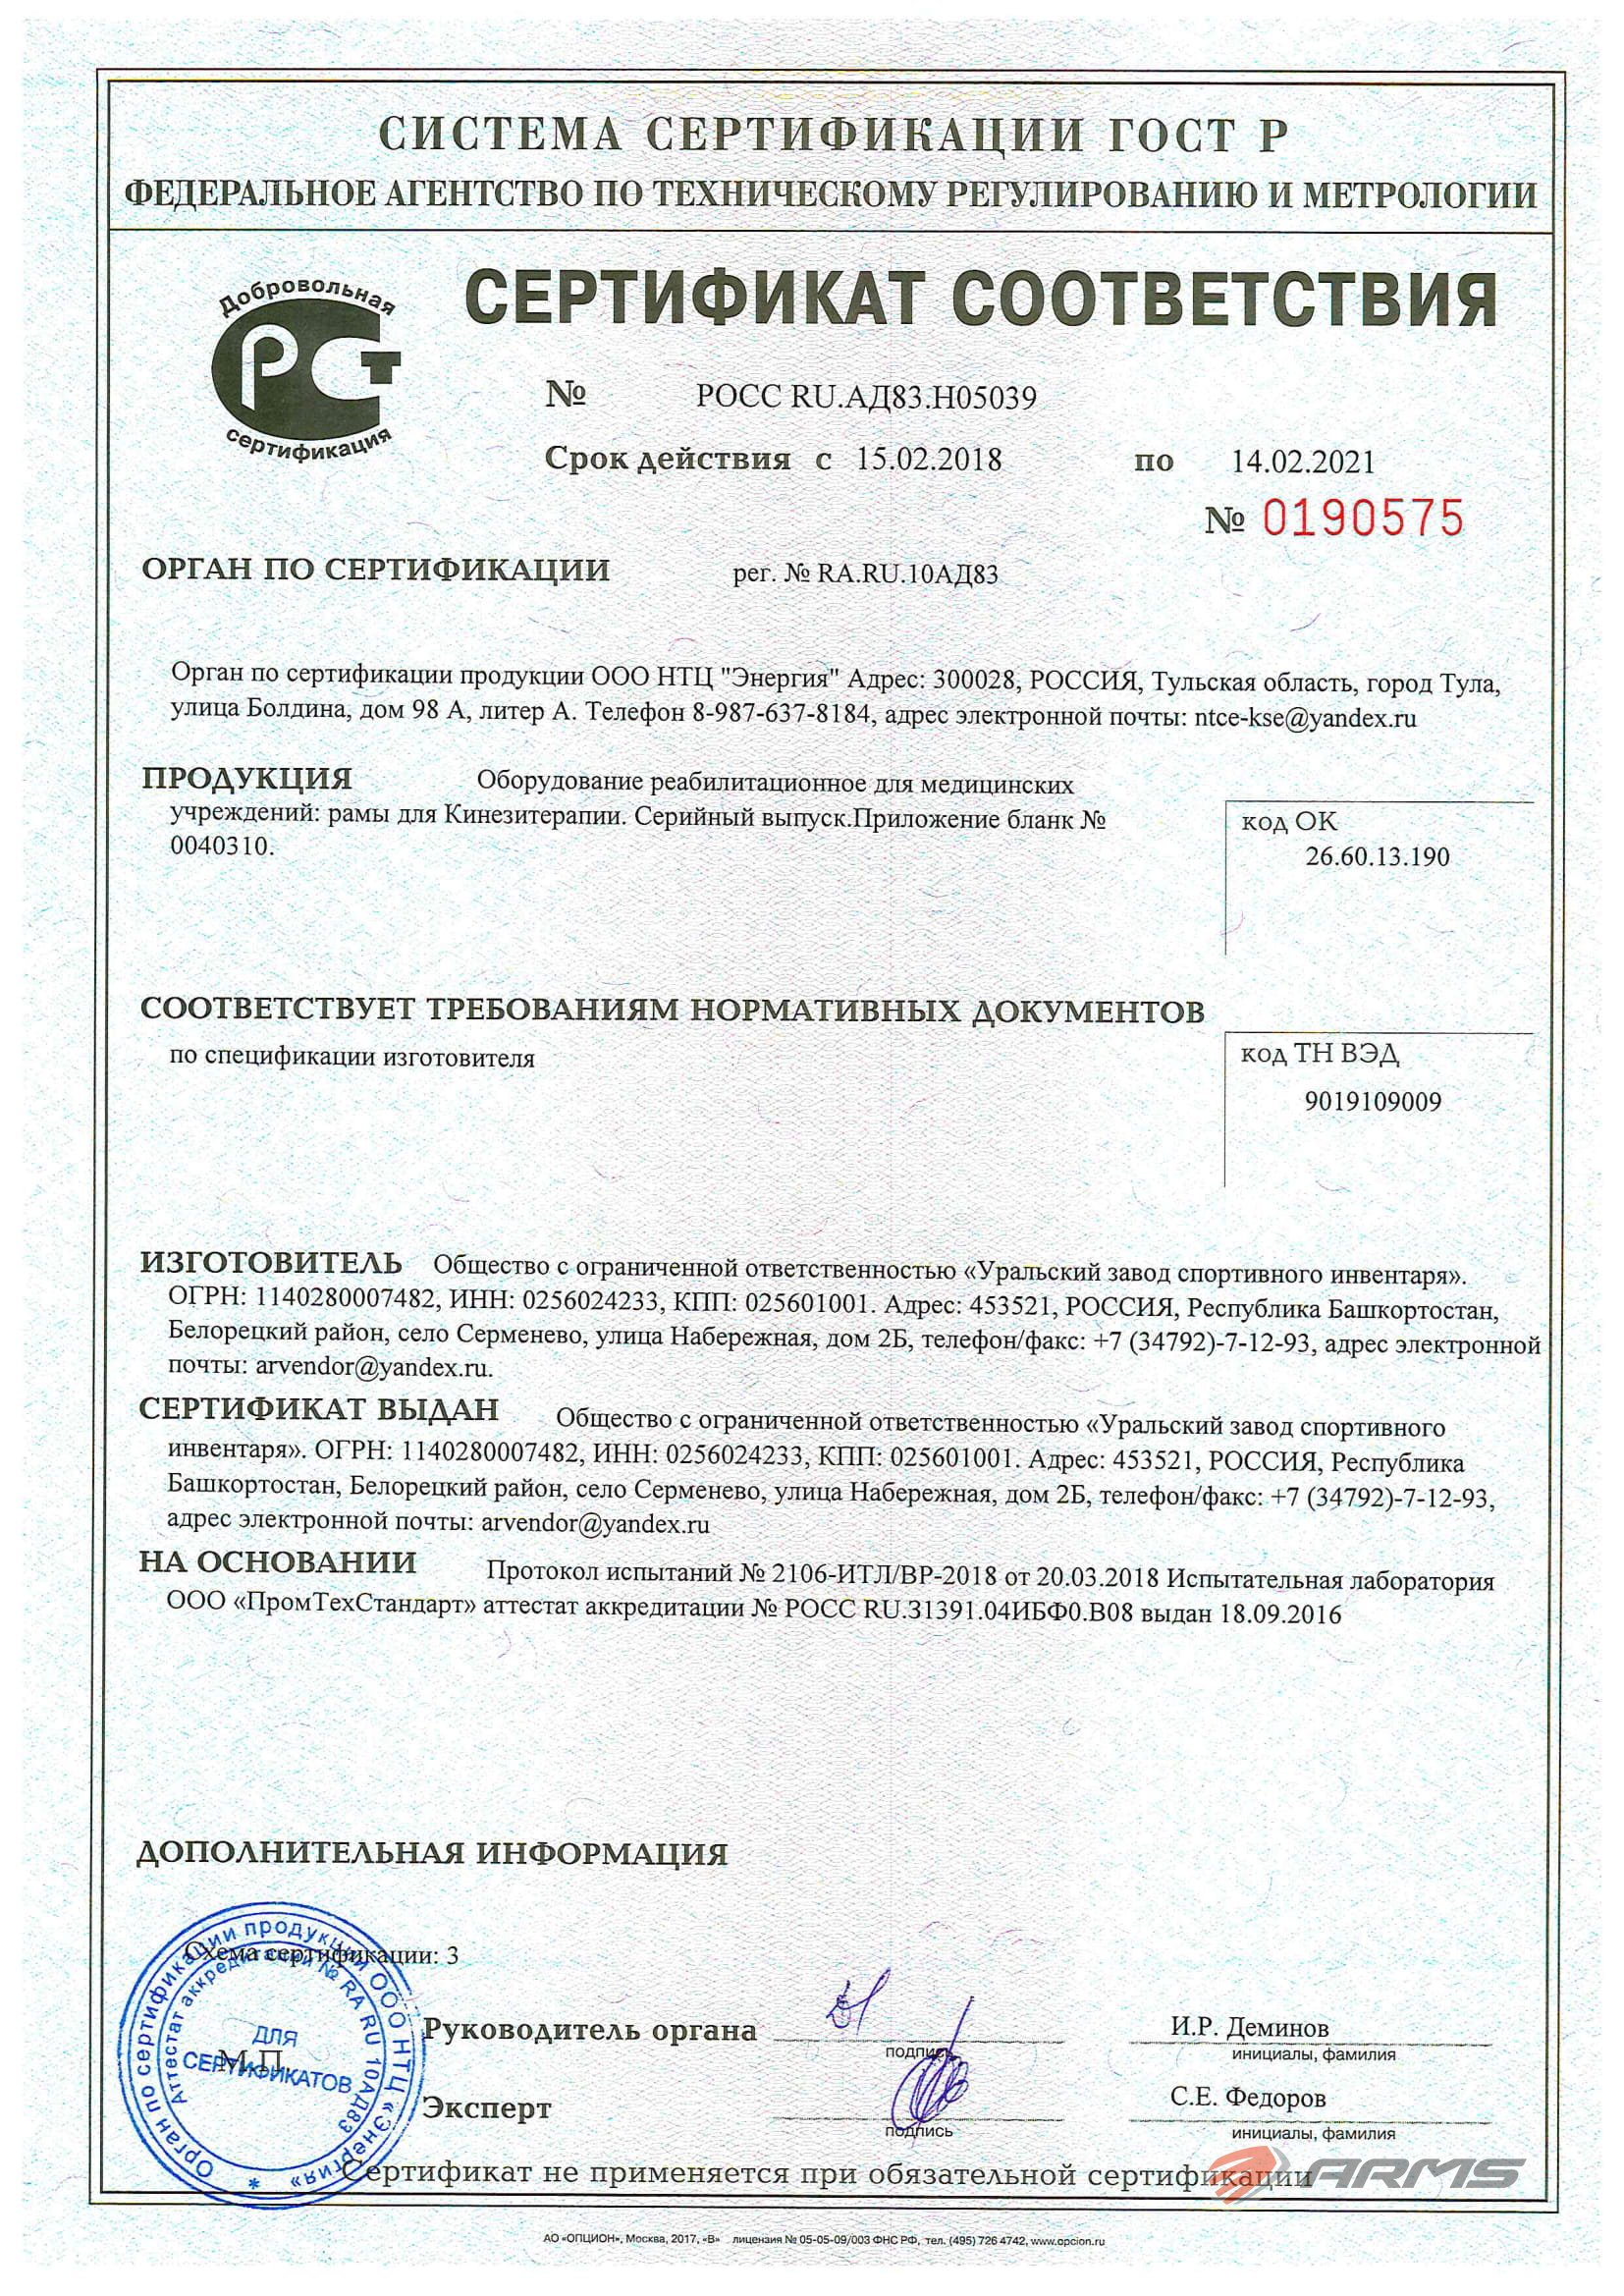 СИСТЕМА СЕРТИФИКАЦИИ ГОСТ Р
ФЕДЕРАЛЬНОЕ АГЕНТСТВО ПО ТЕХНИЧЕСКОМУ РЕГУЛИРОВАНИЮ И МЕТРОЛОГИИ
Добровольная
РСТ
сертификация
СЕРТИФИКАТ СООТВЕТСТВИЯ
№ РОСС RU.АД83.Н05039
Срок действия с 15.02.2018 по 14.02.2021
№ 0190575
ОРГАН ПО СЕРТИФИКАЦИИ рег. № RA.RU.10АД83
Орган по сертификации продукции ООО НТЦ "Энергия" Адрес: 300028, РОССИЯ, Тульская область, город Тула,
улица Болдина, дом 98 А, литер А. Телефон 8-987-637-8184, адрес электронной почты: ntce-kse@yandex.ru
ПРОДУКЦИЯ Оборудование реабилитационное для медицинских
учреждений: рамы для Кинезитерапии. Серийный выпуск.Приложение бланк №
0040310.
код ОК
26.60.13.190
СООТВЕТСТВУЕТ ТРЕБОВАНИЯМ НОРМАТИВНЫХ ДОКУМЕНТОВ
по спецификации изготовителя
код ТН ВЭД
9019109009
ИЗГОТОВИТЕЛЬ Общество с ограниченной ответственностью «Уральский завод спортивного инвентаря».
ОГРН: 1140280007482, ИНН: 0256024233, КПП: 025601001. Адрес: 453521, РОССИЯ, Республика Башкортостан,
Белорецкий район, село Серменево, улица Набережная, дом 2Б, телефон/факс: +7 (34792)-7-12-93, адрес электронной
почты: arvendor@yandex.ru.
СЕРТИФИКАТ ВЫДАН Общество с ограниченной ответственностью «Уральский завод спортивного
инвентаря». ОГРН: 1140280007482, ИНН: 0256024233, КПП: 025601001. Адрес: 453521, РОССИЯ, Республика
Башкортостан, Белорецкий район, село Серменево, улица Набережная, дом 2Б, телефон/факс: +7 (34792)-7-12-93,
адрес электронной почты: arvendor@yandex.ru
НА ОСНОВАНИИ Протокол испытаний № 2106-ИТЛ/ВР-2018 от 20.03.2018 Испытательная лаборатория
ООО «ПромТехСтандарт» аттестат аккредитации № РОСС RU.31391.04ИБФ0.В08 выдан 18.09.2016
ДОПОЛНИТЕЛЬНАЯ ИНФОРМАЦИЯ
Схема сертификации: 3
Орган по сертификации продукции ООО НТЦ «Энергия» *
Аттестат аккредитации № RA RU 10АД83
ДЛЯ
СЕРТИФИКАТОВ
М.П.
Руководитель органа
подпись
И.Р. Деминов
инициалы, фамилия
Эксперт
подпись
С.Е. Федоров
инициалы, фамилия
Сертификат не применяется при обязательной сертификации
ARMS
АО «ОПЦИОН», Москва, 2017, «В» лицензия № 05-05-09/003 ФНС РФ, тел. (495) 726 4742, www.opcion.ru